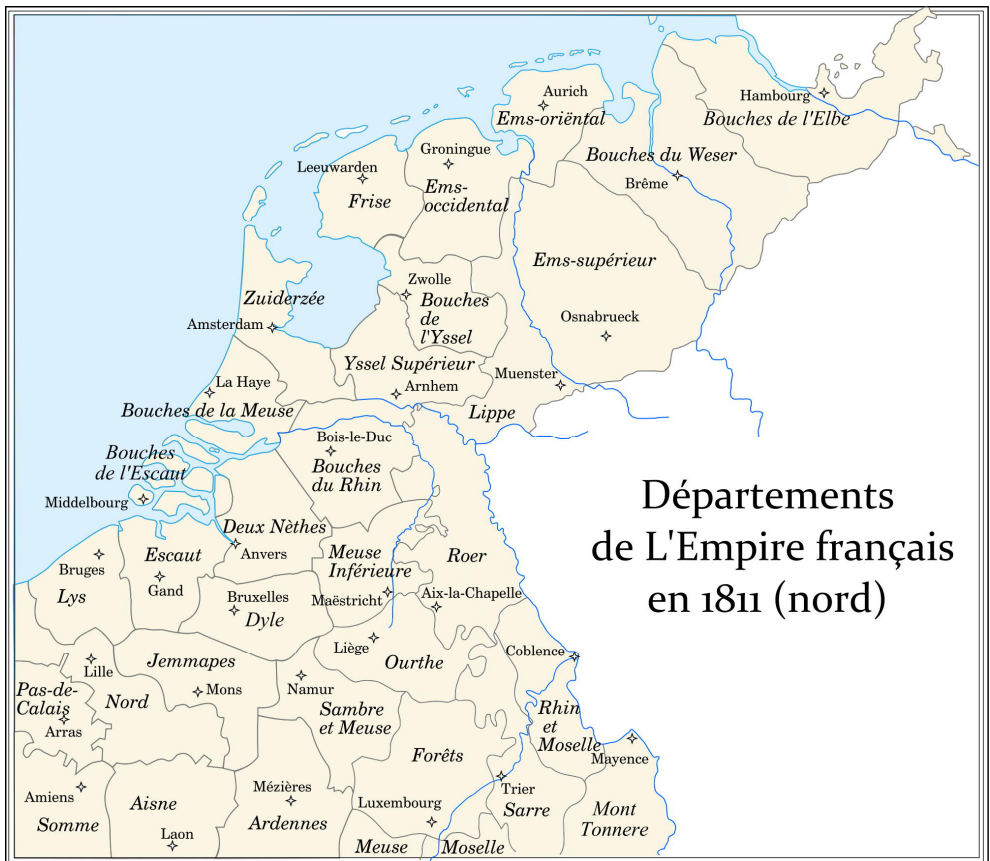 Aurich
Ems-oriëntal
Hambourg
Bouches de l'Elbe
Groningue
Bouches du Weser
Leeuwarden
Brême
Frise
Ems-
occidental
Ems-supérieur
Zwolle
Zuiderzée
Bouches
de
l'Yssel
Osnabrueck
Amsterdam
Yssel Supérieur
Muenster
La Haye
Arnhem
Bouches de la Meuse
Lippe
Bois-le-Duc
Bouches
de l'Escaut
Bouches
du Rhin
Middelbourg
Départements
de L'Empire français
en 1811 (nord)
Deux Nèthes
Escaut
Anvers
Meuse
Inférieure
Roer
Bruges
Gand
Lys
Bruxelles
Maëstricht
Aix-la-Chapelle
Dyle
Liège
Coblence
Jemmapes
Ourthe
Lille
Pas-de-
Calais
Nord
Mons
Namur
Sambre
et Meuse
Rhin
et
Moselle
Arras
Forêts
Mayence
Amiens
Aisne
Mézières
Luxembourg
Trier
Sarre
Mont
Tonnere
Somme
Laon
Ardennes
Meuse
Moselle